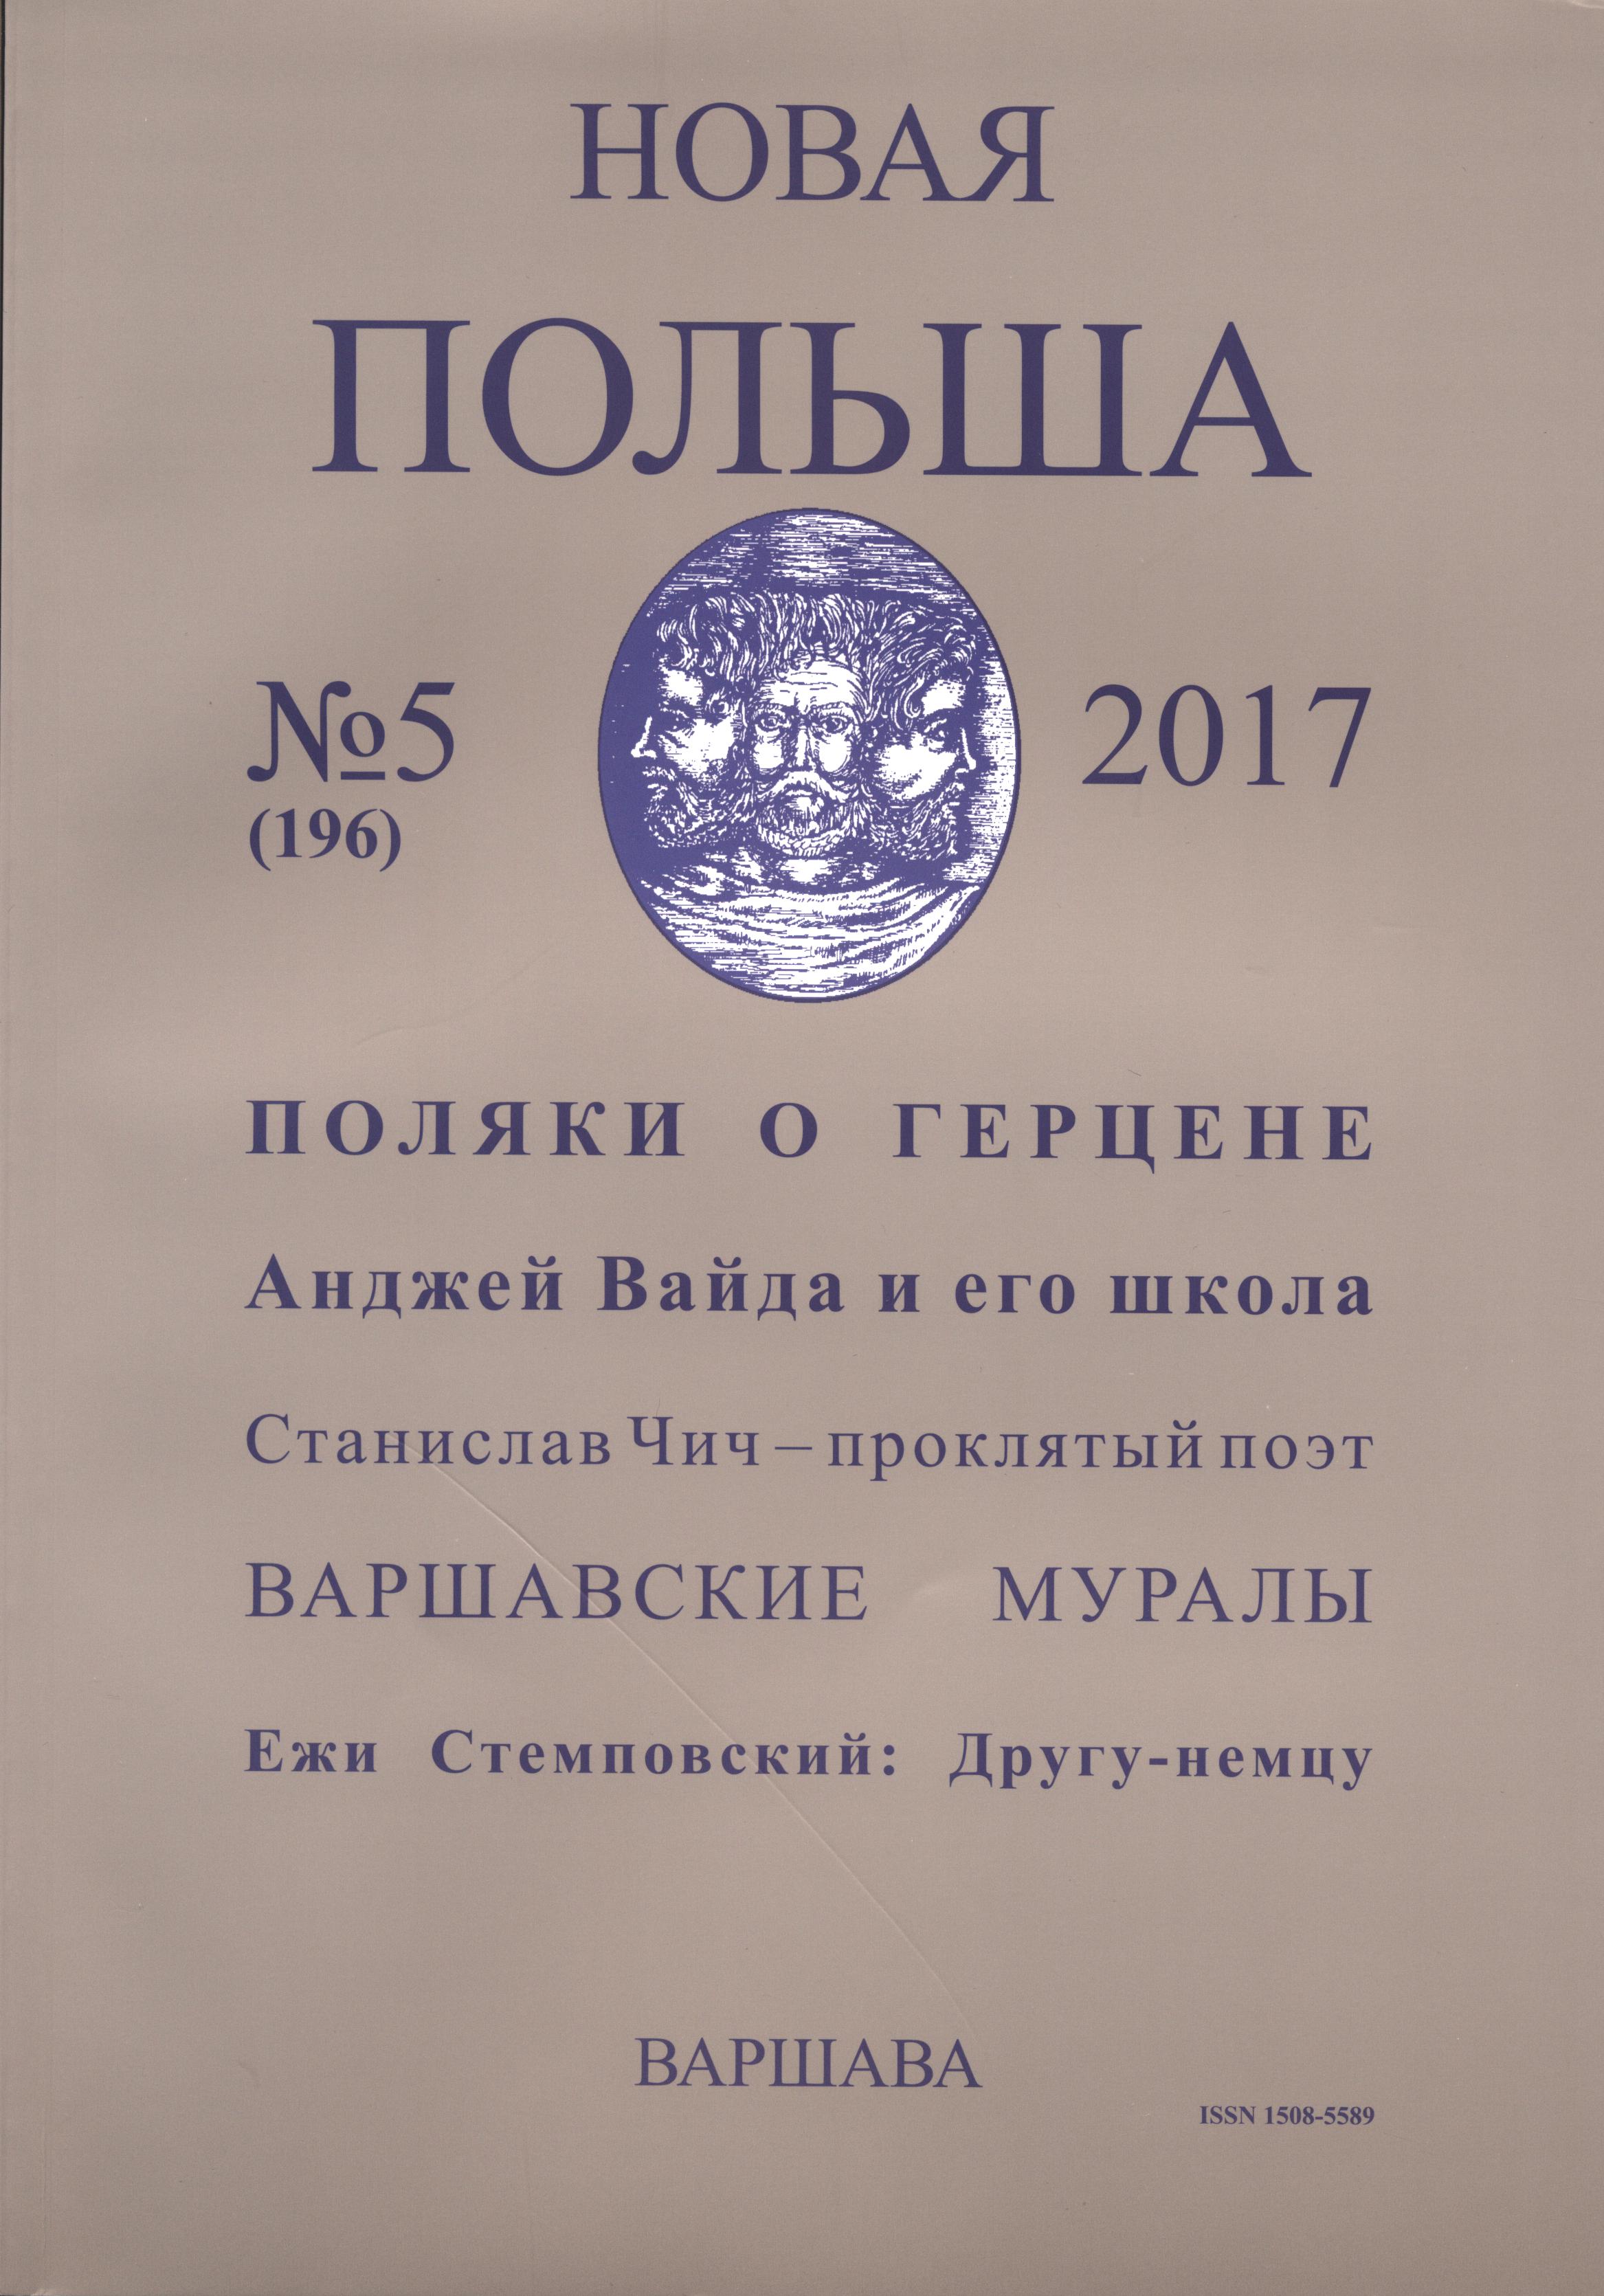 НОВАЯ
ПОЛЬША
№5
2017
(196)
ПОЛЯКИ О ГЕРЦЕНЕ
Анджей Вайда и его школа
Станислав Чич – проклятый поэт
ВАРШАВСКИЕ МУРАЛЫ
Ежи Стемповский: Другу-немцу
ВАРШАВА
ISSN 1508-5589